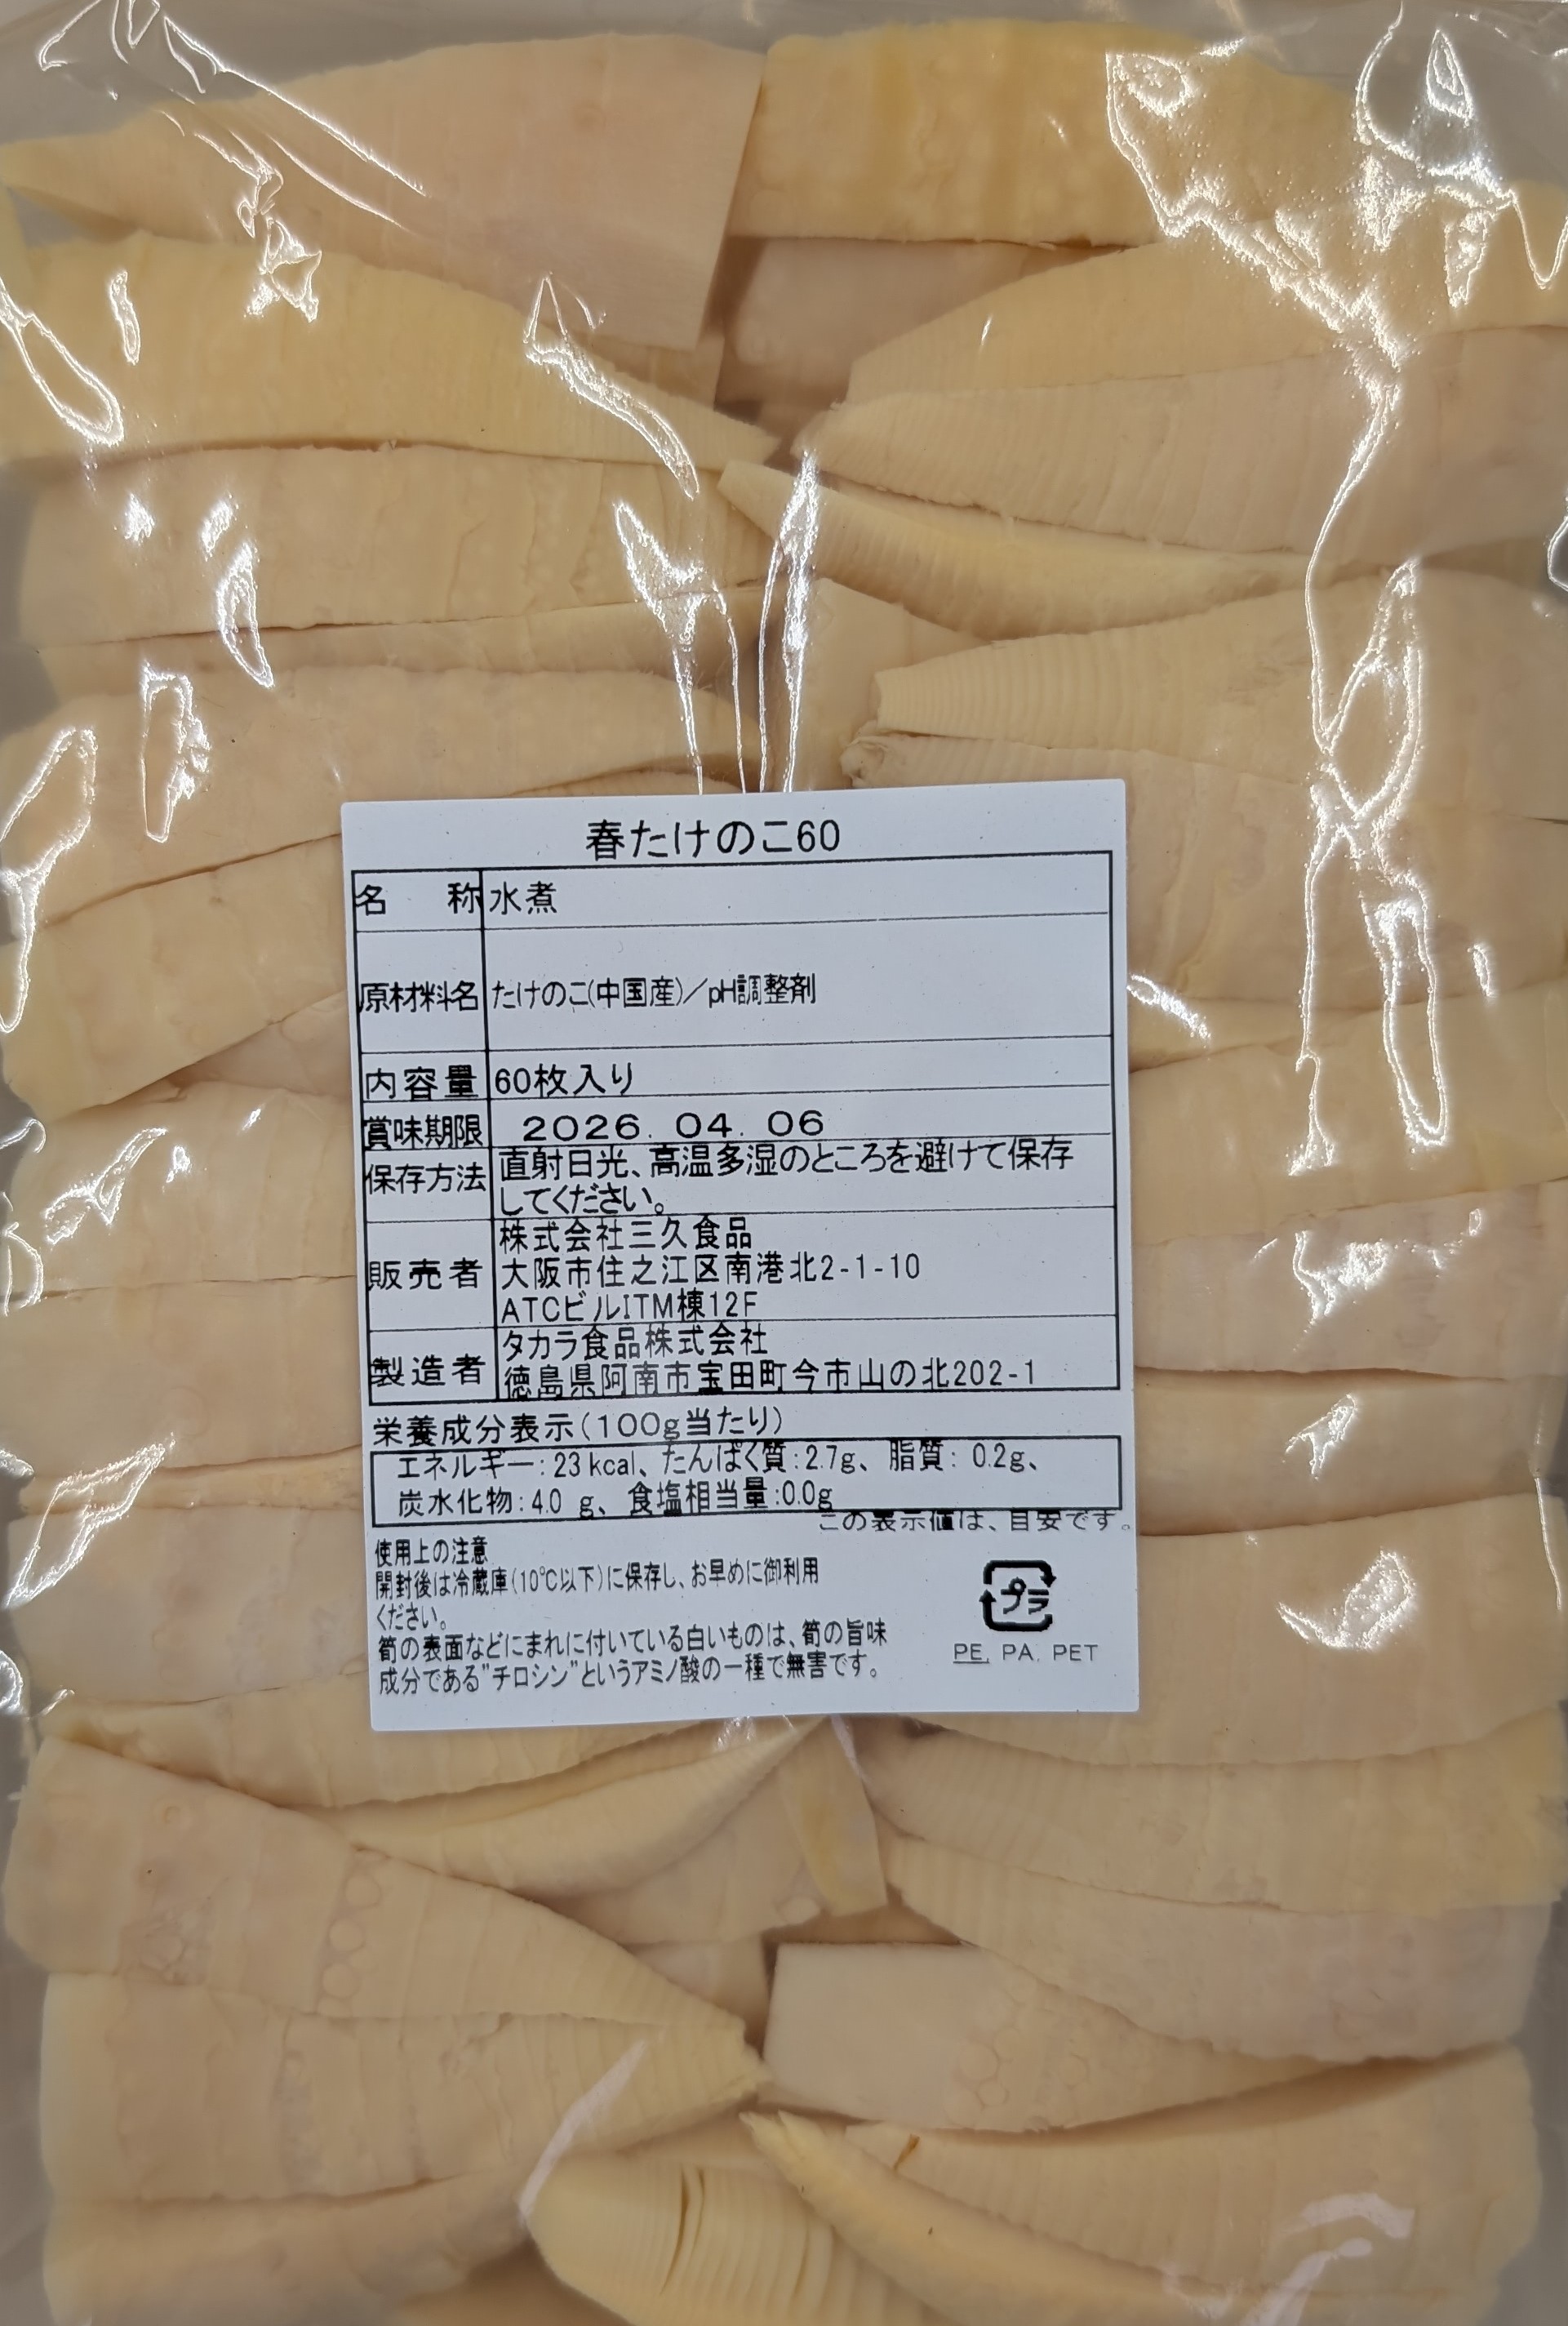 春たけのこ60
名　　称 水煮
原材料名 たけのこ(中国産)／pH調整剤
内容量 60枚入り
賞味期限 2026. 04. 06
保存方法 直射日光、高温多湿のところを避けて保存
してください。
販売者 株式会社三久食品
大阪市住之江区南港北2-1-10
ATCビルITM棟12F
製造者 タカラ食品株式会社
徳島県阿南市宝田町今市山の北202-1
栄養成分表示(100g当たり)
エネルギー:23kcal、たんぱく質:2.7g、脂質: 0.2g、
炭水化物:4.0 g、食塩相当量:0.0g
この表示値は、目安です。
使用上の注意
開封後は冷蔵庫(10℃以下)に保存し、お早めに御利用
ください。
筍の表面などにまれに付いている白いものは、筍の旨味
成分である"チロシン"というアミノ酸の一種で無害です。
プラ
PE, PA, PET